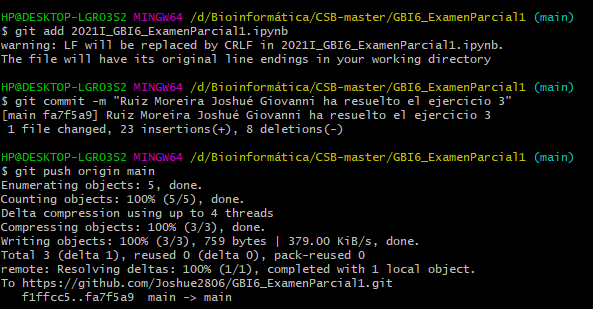 HP@DESKTOP-LGRO3S2 MINGW64 /d/Bioinformática/CSB-master/GBI6_ExamenParcial1 (main)
$ git add 2021I_GBI6_ExamenParcial1.ipynb
warning: LF will be replaced by CRLF in 2021I_GBI6_ExamenParcial1.ipynb.
The file will have its original line endings in your working directory
HP@DESKTOP-LGRO3S2 MINGW64 /d/Bioinformática/CSB-master/GBI6_ExamenParcial1 (main)
$ git commit -m "Ruiz Moreira Joshué Giovanni ha resuelto el ejercicio 3"
[main fa7f5a9] Ruiz Moreira Joshué Giovanni ha resuelto el ejercicio 3
1 file changed, 23 insertions(+), 8 deletions(-)
HP@DESKTOP-LGRO3S2 MINGW64 /d/Bioinformática/CSB-master/GBI6_ExamenParcial1 (main)
$ git push origin main
Enumerating objects: 5, done.
Counting objects: 100% (5/5), done.
Delta compression using up to 4 threads
Compressing objects: 100% (3/3), done.
Writing objects: 100% (3/3), 759 bytes | 379.00 KiB/s, done.
Total 3 (delta 1), reused 0 (delta 0), pack-reused 0
remote: Resolving deltas: 100% (1/1), completed with 1 local object.
To https://github.com/Joshue2806/GBI6_ExamenParcial1.git
f1ffcc5..fa7f5a9  main -> main